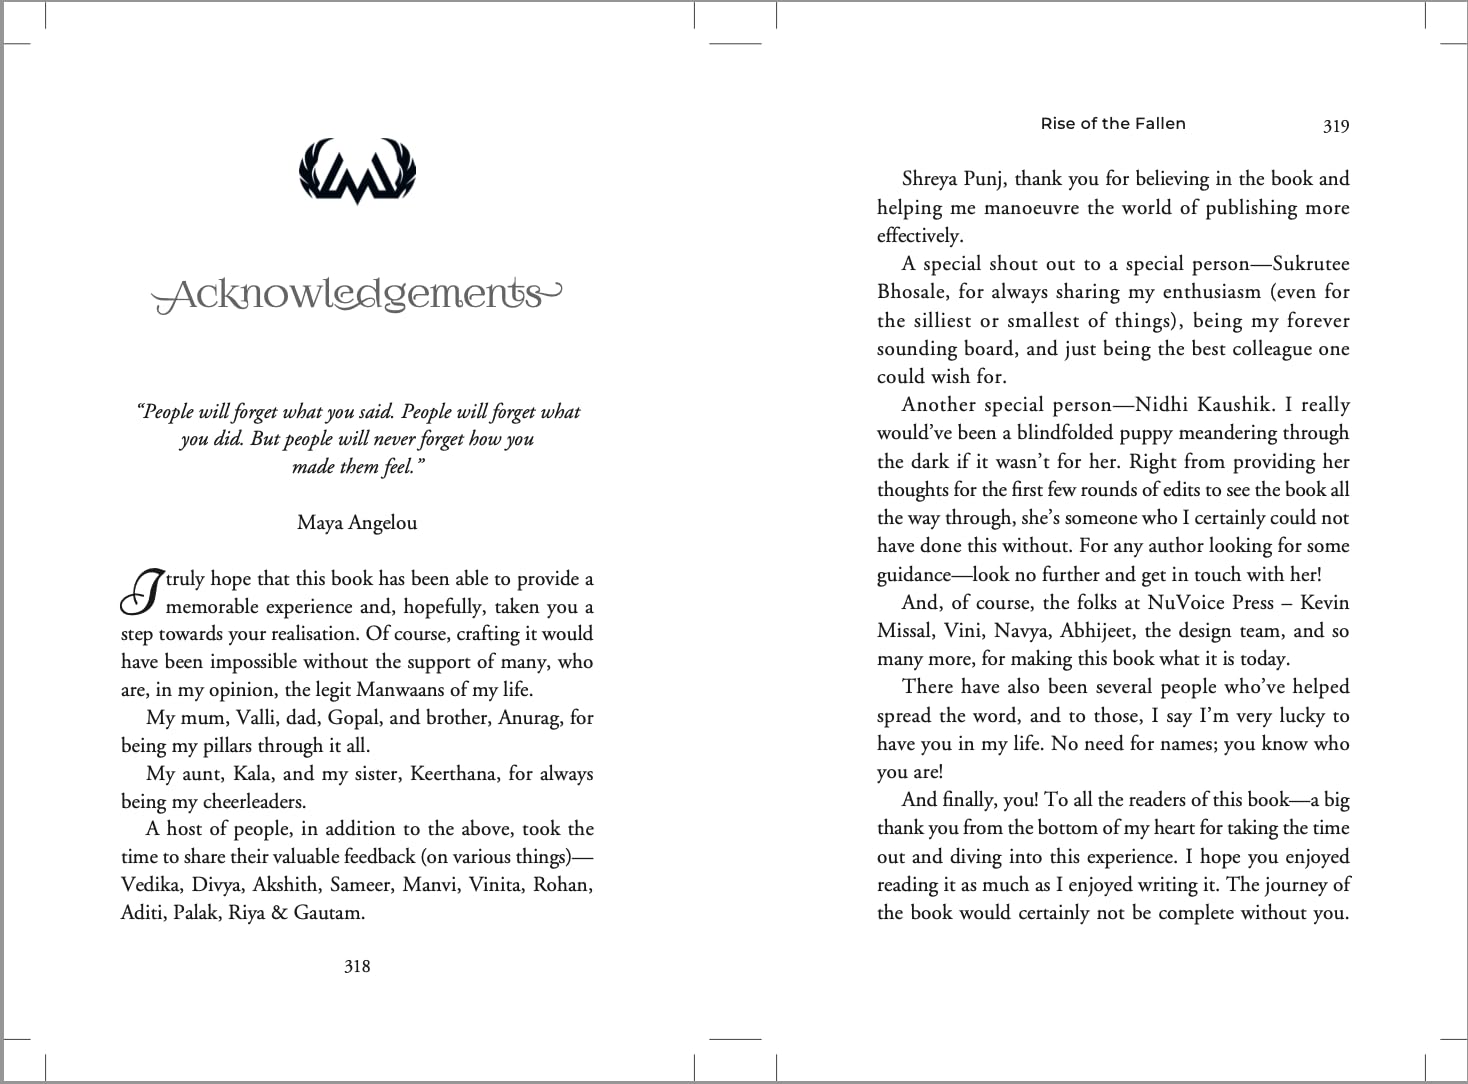 Acknowledgements
“People will forget what you said. People will forget what
you did. But people will never forget how you
made them feel.”
Maya Angelou
I truly hope that this book has been able to provide a
memorable experience and, hopefully, taken you a
step towards your realisation. Of course, crafting it would
have been impossible without the support of many, who
are, in my opinion, the legit Manwaans of my life.
My mum, Valli, dad, Gopal, and brother, Anurag, for
being my pillars through it all.
My aunt, Kala, and my sister, Keerthana, for always
being my cheerleaders.
A host of people, in addition to the above, took the
time to share their valuable feedback (on various things)—
Vedika, Divya, Akshith, Sameer, Manvi, Vinita, Rohan,
Aditi, Palak, Riya & Gautam.
318
Rise of the Fallen 319
Shreya Punj, thank you for believing in the book and
helping me manoeuvre the world of publishing more
effectively.
A special shout out to a special person—Sukrutee
Bhosale, for always sharing my enthusiasm (even for
the silliest or smallest of things), being my forever
sounding board, and just being the best colleague one
could wish for.
Another special person—Nidhi Kaushik. I really
would’ve been a blindfolded puppy meandering through
the dark if it wasn’t for her. Right from providing her
thoughts for the first few rounds of edits to see the book all
the way through, she’s someone who I certainly could not
have done this without. For any author looking for some
guidance—look no further and get in touch with her!
And, of course, the folks at NuVoice Press – Kevin
Missal, Vini, Navya, Abhijeet, the design team, and so
many more, for making this book what it is today.
There have also been several people who’ve helped
spread the word, and to those, I say I’m very lucky to
have you in my life. No need for names; you know who
you are!
And finally, you! To all the readers of this book—a big
thank you from the bottom of my heart for taking the time
out and diving into this experience. I hope you enjoyed
reading it as much as I enjoyed writing it. The journey of
the book would certainly not be complete without you.